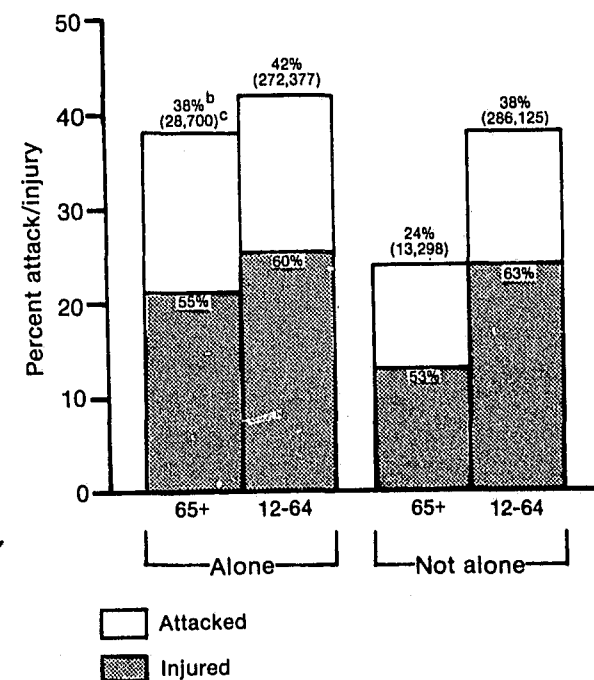 Percent attack/injury
50
40
30
20
10
0
38%b
(28,700)c
42%
(272,377)
24%
(13,298)
38%
(286,125)
55%
60%
53%
63%
65+ 12-64 65+ 12-64
Alone Not alone
Attacked
Injured